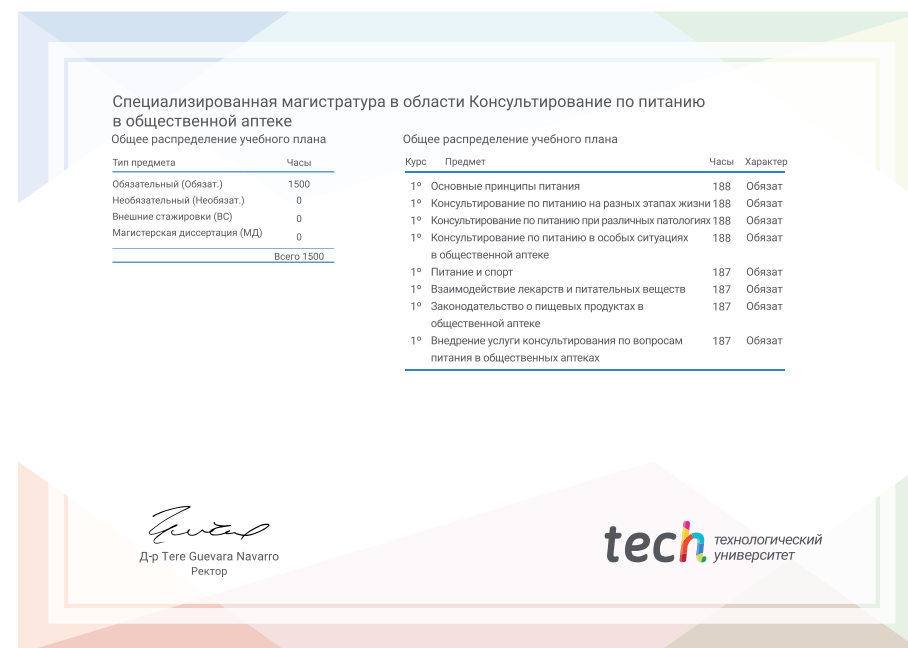 Специализированная магистратура в области Консультирование по питанию
в общественной аптеке
Общее распределение учебного плана
Тип предмета Часы
Обязательный (Обязат.) 1500
Необязательный (Необязат.) 0
Внешние стажировки (ВС) 0
Магистерская диссертация (МД) 0
Всего 1500
Общее распределение учебного плана
Курс Предмет Часы Характер
1º Основные принципы питания 188 Обязат
1º Консультирование по питанию на разных этапах жизни 188 Обязат
1º Консультирование по питанию при различных патологиях 188 Обязат
1º Консультирование по питанию в особых ситуациях 188 Обязат
в общественной аптеке
1º Питание и спорт 187 Обязат
1º Взаимодействие лекарств и питательных веществ 187 Обязат
1º Законодательство о пищевых продуктах в 187 Обязат
общественной аптеке
1º Внедрение услуги консультирования по вопросам 187 Обязат
питания в общественных аптеках
Д-р Tere Guevara Navarro
Ректор
tech технологический
университет